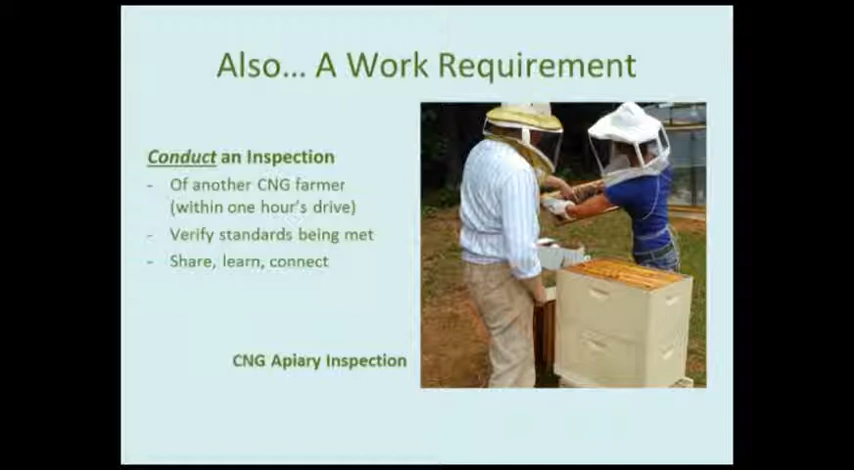 Also... A Work Requirement
Conduct an Inspection
- Of another CNG farmer
(within one hour's drive)
- Verify standards being met
- Share, learn, connect
CNG Apiary Inspection